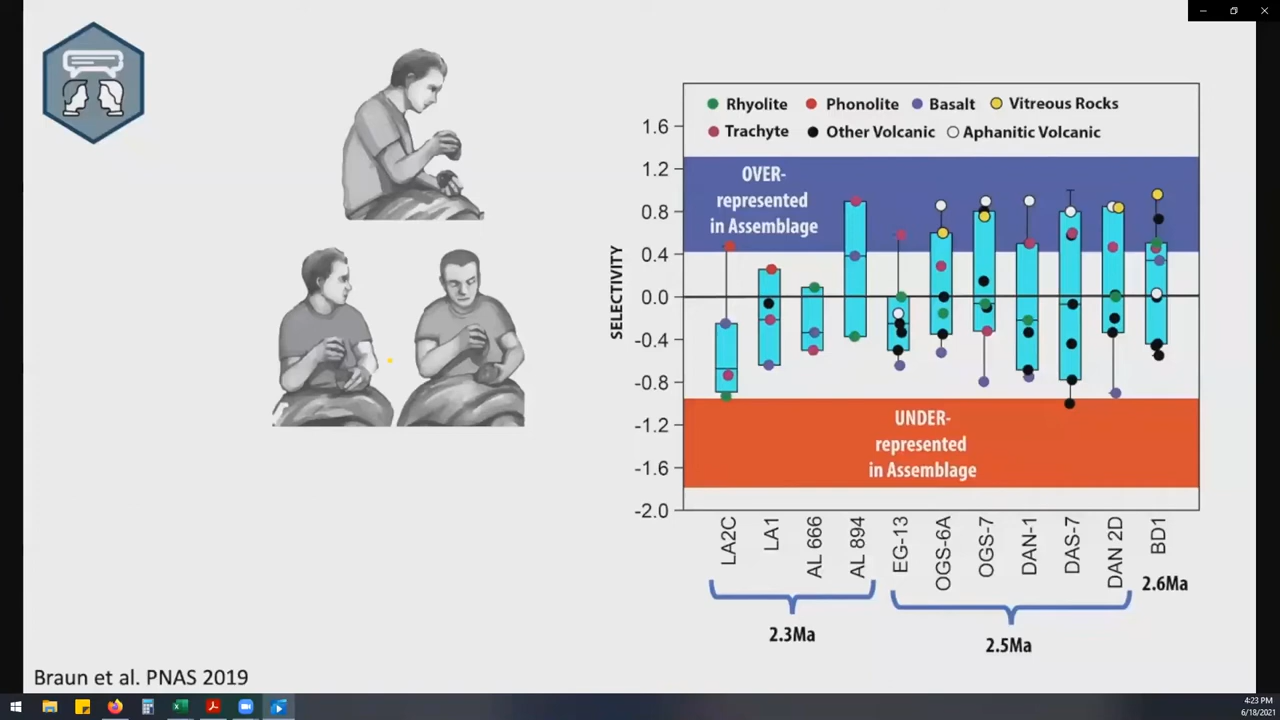 Rhyolite Phonolite Basalt Vitreous Rocks
Trachyte Other Volcanic Aphanitic Volcanic
1.6
1.2
0.8
0.4
0.0
-0.4
-0.8
-1.2
-1.6
-2.0
SELECTIVITY
OVER-
represented
in Assemblage
UNDER-
represented
in Assemblage
LA2C
LA1
AL 666
AL 894
EG-13
OGS-6A
OGS-7
DAN-1
DAS-7
DAN 2D
BD1
2.3Ma
2.5Ma
2.6Ma
Braun et al. PNAS 2019
4:23 PM
6/18/2021